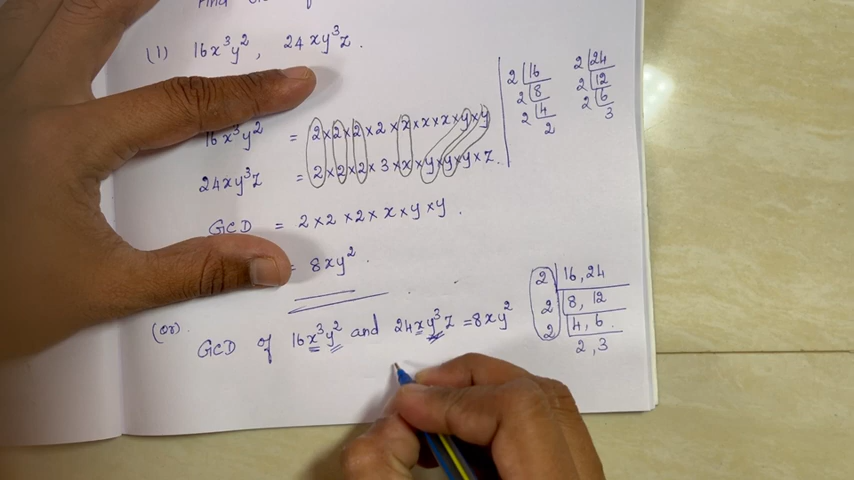 Find
(1) 16x³y² , 24xy³z.
16x³y² = 2×2×2×2×x×x×x×y×y
24xy³z = 2×2×2×3×x×y×y×y×z.
GCD = 2×2×2×x×y×y.
= 8xy².
2 16
2 8
2 4
2
2 24
2 12
2 6
3
(or).
GCD of 16x³y² and 24xy³z = 8xy²
2 16, 24
2 8, 12
2 4, 6.
2, 3